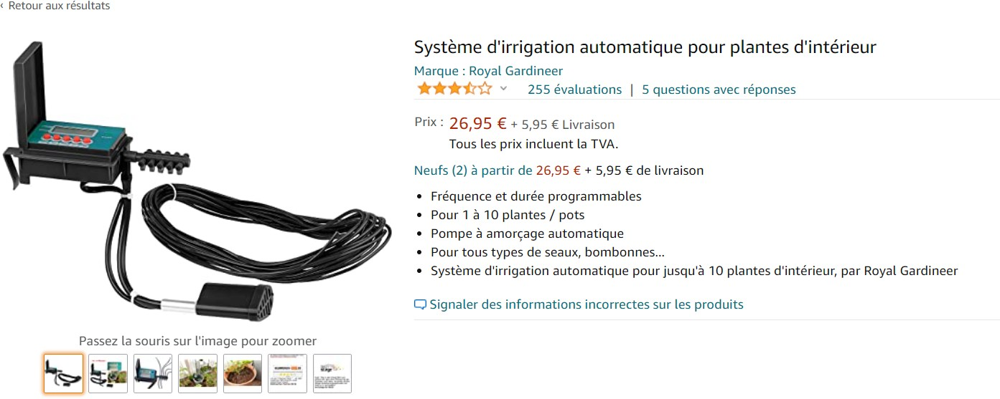 ‹ Retour aux résultats
Système d'irrigation automatique pour plantes d'intérieur
Marque : Royal Gardineer
255 évaluations | 5 questions avec réponses
Prix : 26,95 € + 5,95 € Livraison
Tous les prix incluent la TVA.
Neufs (2) à partir de 26,95 € + 5,95 € de livraison
• Fréquence et durée programmables
• Pour 1 à 10 plantes / pots
• Pompe à amorçage automatique
• Pour tous types de seaux, bombonnes...
• Système d'irrigation automatique pour jusqu'à 10 plantes d'intérieur, par Royal Gardineer
Signaler des informations incorrectes sur les produits
Passez la souris sur l'image pour zoomer